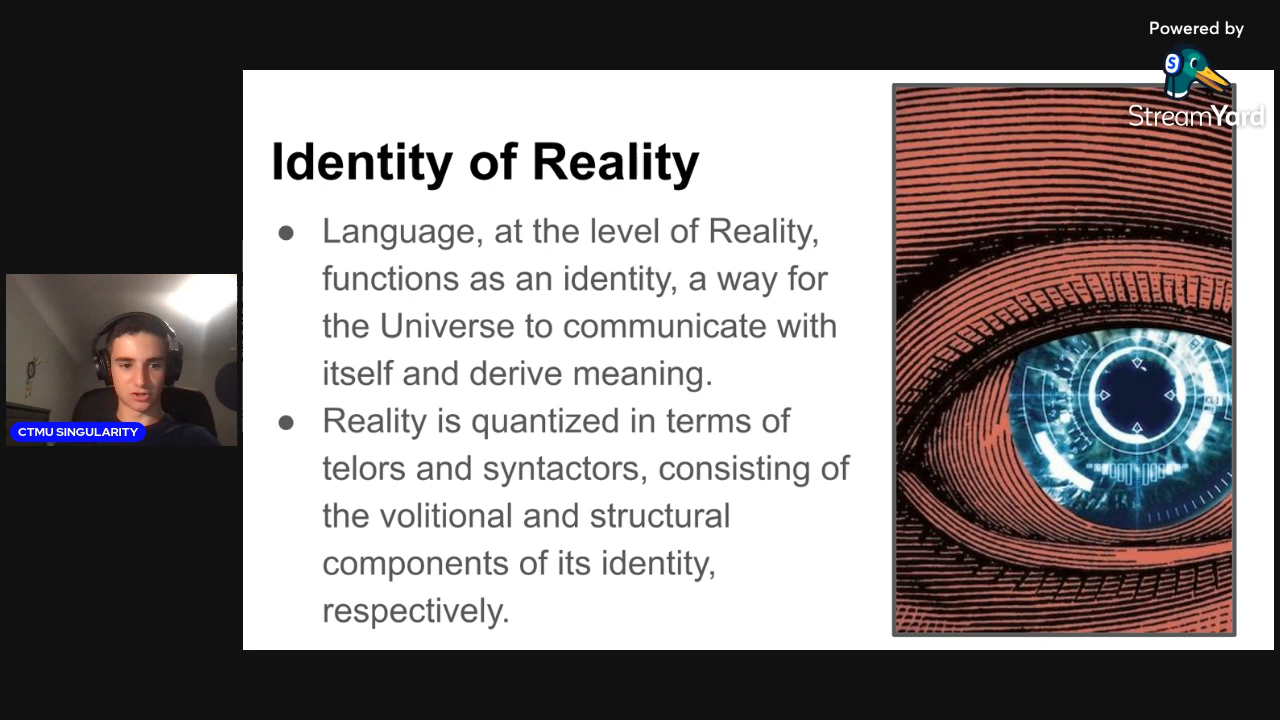 Powered by
StreamYard
Identity of Reality
● Language, at the level of Reality,
functions as an identity, a way for
the Universe to communicate with
itself and derive meaning.
● Reality is quantized in terms of
telors and syntactors, consisting of
the volitional and structural
components of its identity,
respectively.
CTMU SINGULARITY